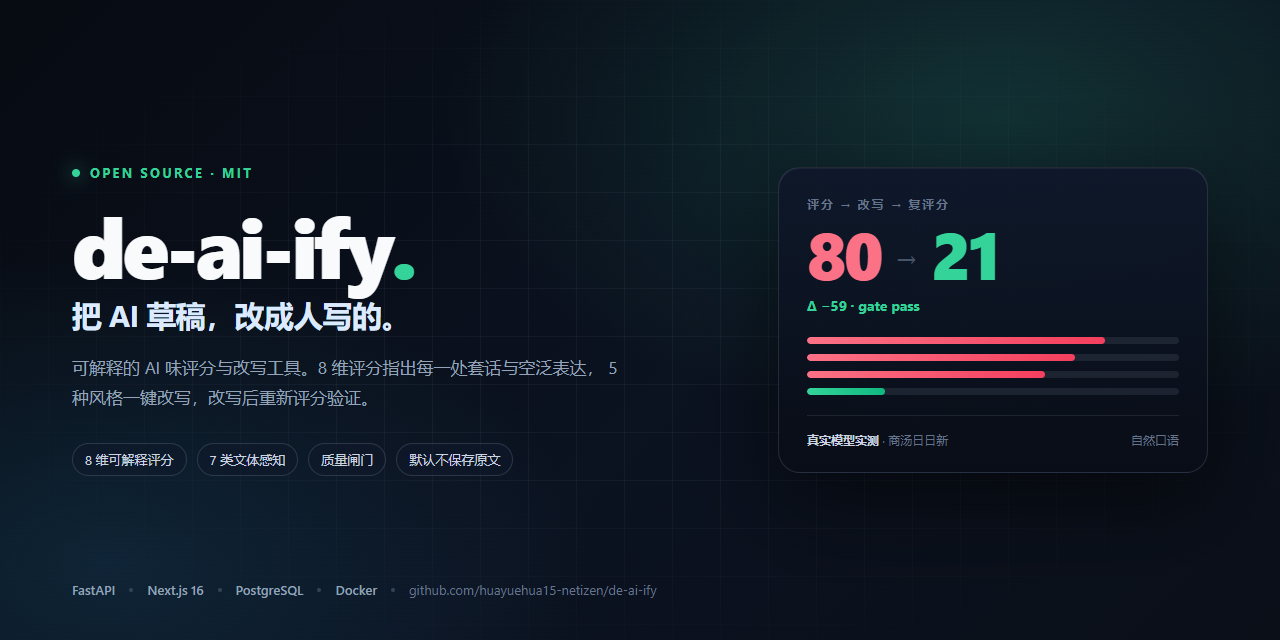 OPEN SOURCE · MIT
de-ai-ify.
把 AI 草稿，改成人写的。
可解释的 AI 味评分与改写工具。8 维评分指出每一处套话与空泛表达， 5
种风格一键改写，改写后重新评分验证。
8 维可解释评分
7 类文体感知
质量闸门
默认不保存原文
评分 → 改写 → 复评分
80 → 21
Δ −59 · gate pass
真实模型实测 · 商汤日日新
自然口语
FastAPI • Next.js 16 • PostgreSQL • Docker • github.com/huayuehua15-netizen/de-ai-ify